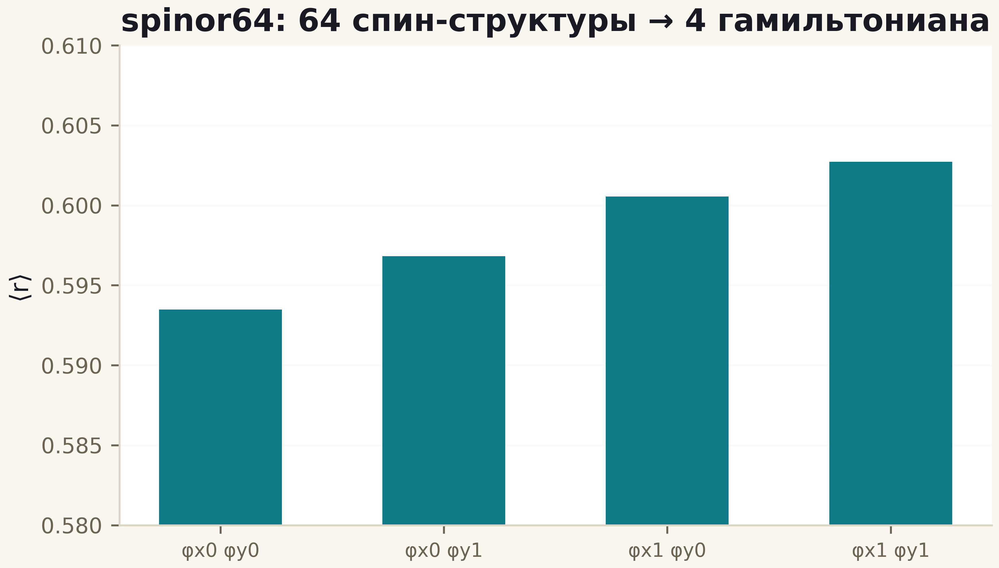 spinor64: 64 спин-структуры → 4 гамильтониана
0.610
0.605
0.600
0.595
0.590
0.585
0.580
⟨r⟩
φx0 φy0
φx0 φy1
φx1 φy0
φx1 φy1